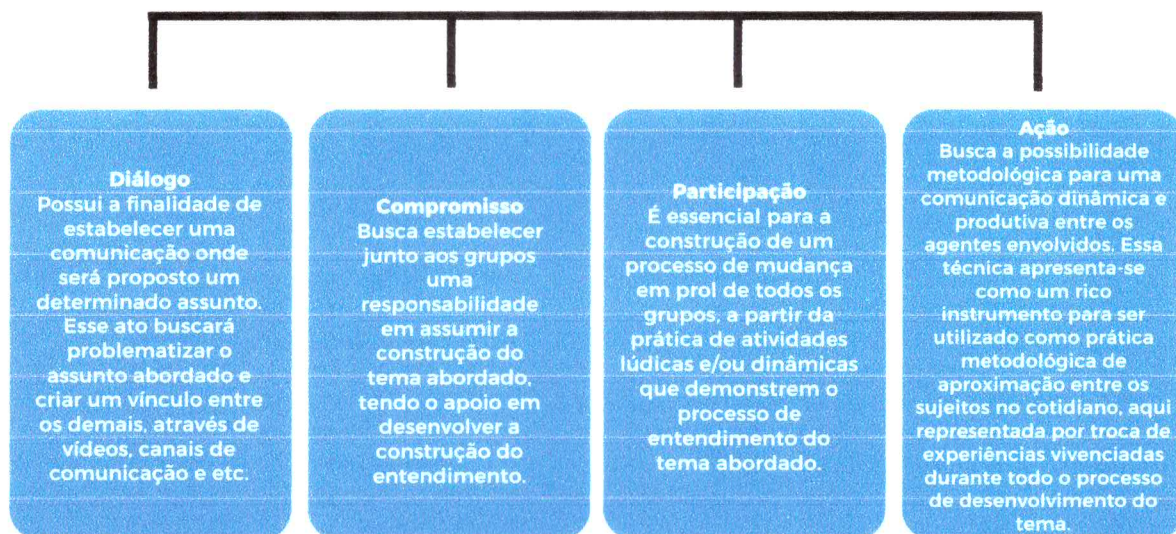 Diálogo
Possui a finalidade de
estabelecer uma
comunicação onde
será proposto um
determinado assunto.
Esse ato buscará
problematizar o
assunto abordado e
criar um vínculo entre
os demais, através de
vídeos, canais de
comunicação e etc.
Compromisso
Busca estabelecer
junto aos grupos
uma
responsabilidade
em assumir a
construção do
tema abordado,
tendo o apoio em
desenvolver a
construção do
entendimento.
Participação
É essencial para a
construção de um
processo de mudança
em prol de todos os
grupos, a partir da
prática de atividades
lúdicas e/ou dinâmicas
que demonstrem o
processo de
entendimento do
tema abordado.
Ação
Busca a possibilidade
metodológica para uma
comunicação dinâmica e
produtiva entre os
agentes envolvidos. Essa
técnica apresenta-se
como um rico
instrumento para ser
utilizado como prática
metodológica de
aproximação entre os
sujeitos no cotidiano, aqui
representada por troca de
experiências vivenciadas
durante todo o processo
de desenvolvimento do
tema.